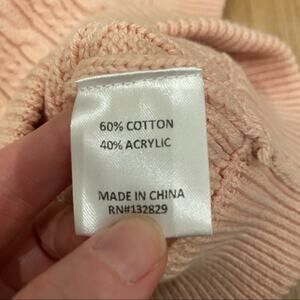 60% COTTON
40% ACRYLIC
MADE IN CHINA
RN#132829